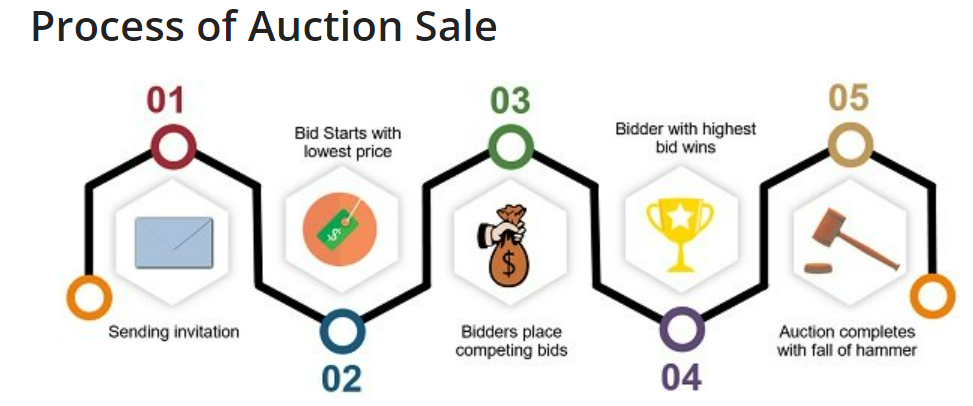 Process of Auction Sale
01
Sending invitation
Bid Starts with
lowest price
$
02
03
$
Bidders place
competing bids
Bidder with highest
bid wins
04
05
Auction completes
with fall of hammer